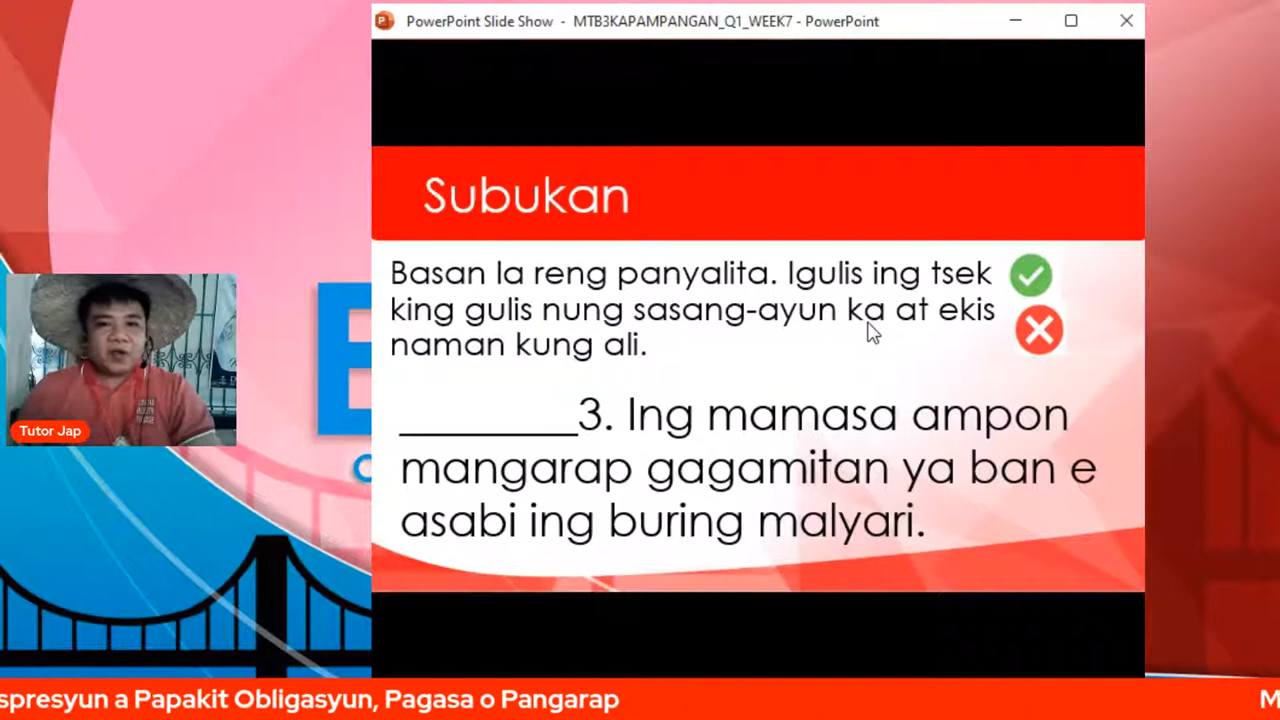 PowerPoint Slide Show - MTB3KAPAMPANGAN_Q1_WEEK7 - PowerPoint
Subukan
Basan la reng panyalita. Igulis ing tsek
king gulis nung sasang-ayun ka at ekis
naman kung ali.
_________3. Ing mamasa ampon
mangarap gagamitan ya ban e
asabi ing buring malyari.
Tutor Jap
spresyun a Papakit Obligasyun, Pagasa o Pangarap
M